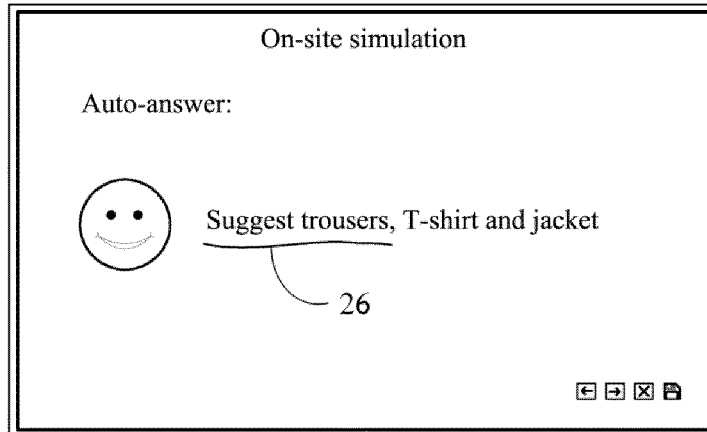 On-site simulation
Auto-answer:
Suggest trousers, T-shirt and jacket
26